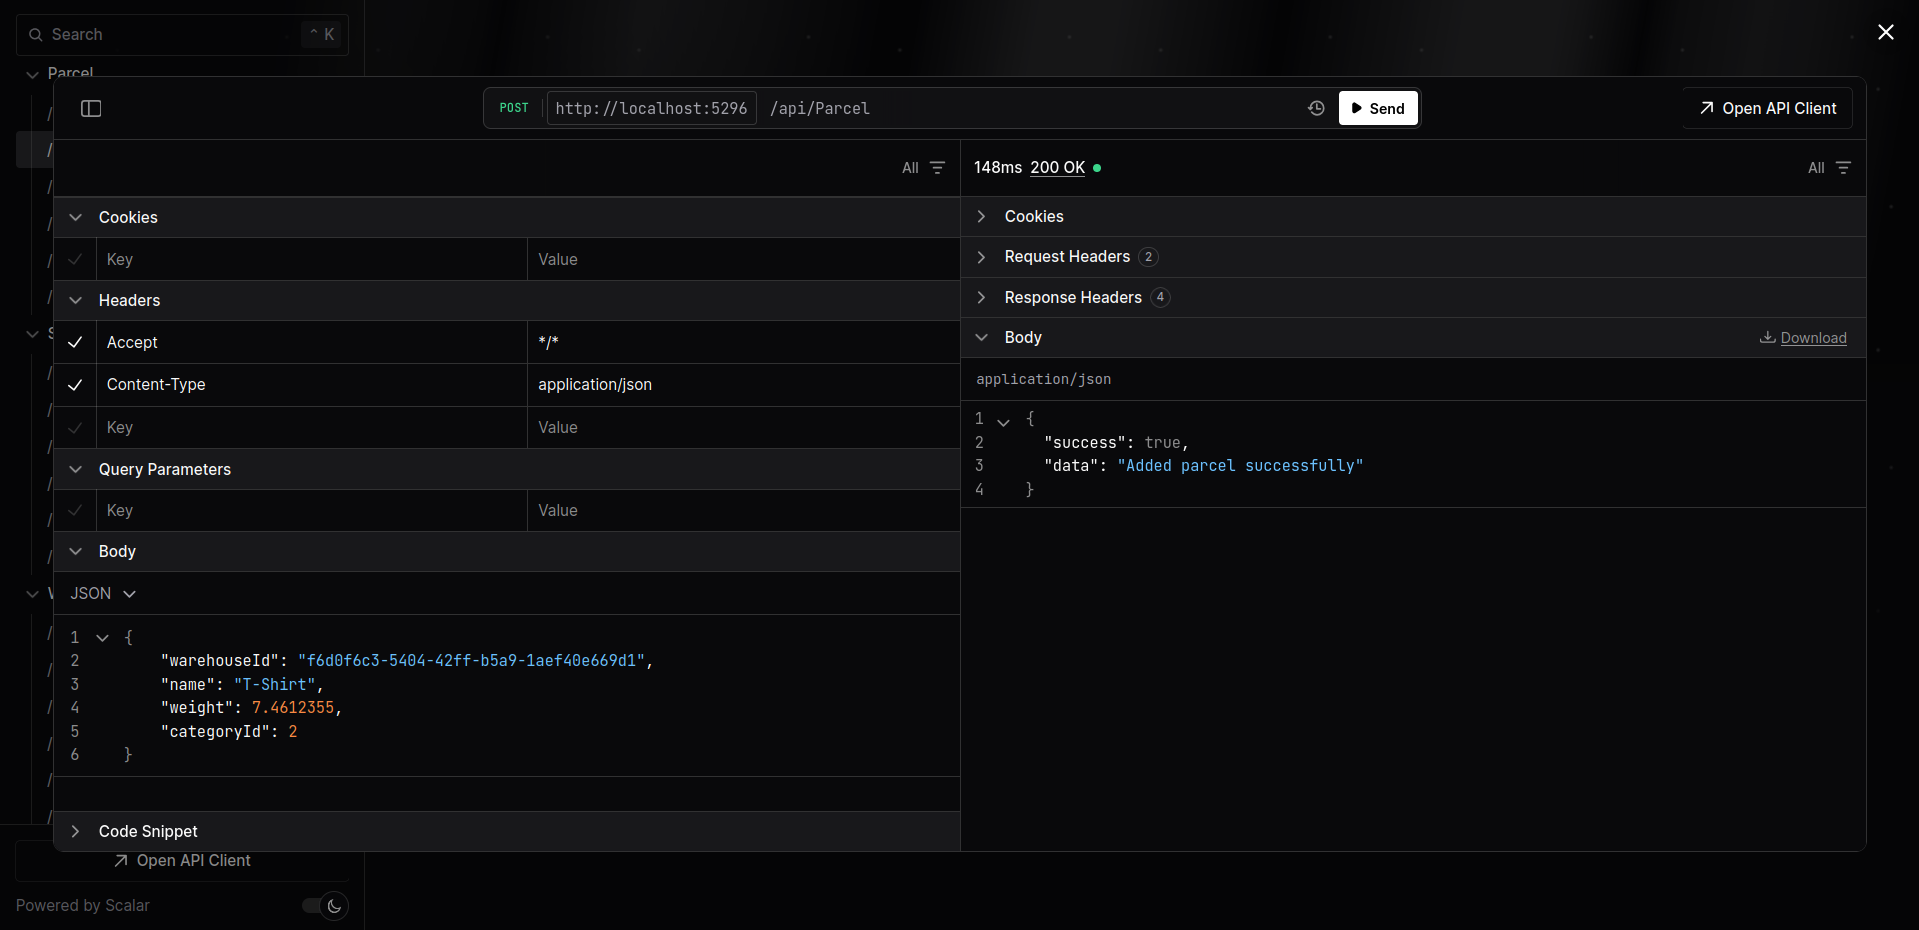 Search
⌃ K
Parcel
POST http://localhost:5296 /api/Parcel
Send
Open API Client
All
Cookies
Key Value
Headers
Accept */*
Content-Type application/json
Key Value
Query Parameters
Key Value
Body
JSON
1 {
2 "warehouseId": "f6d0f6c3-5404-42ff-b5a9-1aef40e669d1",
3 "name": "T-Shirt",
4 "weight": 7.4612355,
5 "categoryId": 2
6 }
Code Snippet
148ms 200 OK
All
Cookies
Request Headers 2
Response Headers 4
Body
Download
application/json
1 {
2 "success": true,
3 "data": "Added parcel successfully"
4 }
Open API Client
Powered by Scalar